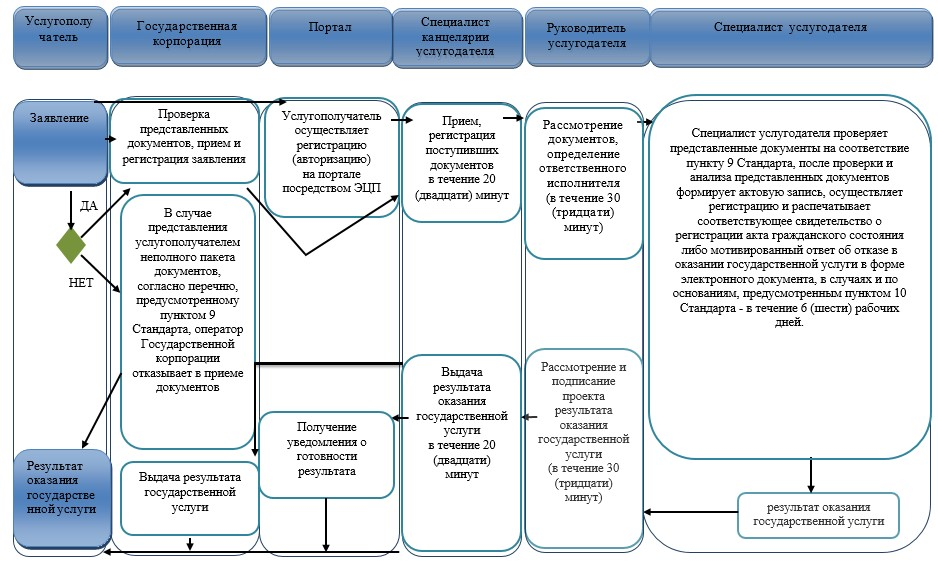 Услугополу
чатель
Государственная
корпорация
Портал
Специалист
канцелярии
услугодателя
Руководитель
услугодателя
Специалист услугодателя
Заявление
ДА
НЕТ
Результат
оказания
государстве
нной услуги
Проверка
представленных
документов, прием и
регистрация заявления
В случае
представления
услугополучателем
неполного пакета
документов,
согласно перечню,
предусмотренному
пунктом 9
Стандарта, оператор
Государственной
корпорации
отказывает в приеме
документов
Выдача результата
государственной
услуги
Услугополучатель
осуществляет
регистрацию
(авторизацию)
на портале
посредством ЭЦП
Получение
уведомления о
готовности
результата
Прием,
регистрация
поступивших
документов
в течение 20
(двадцати) минут
Выдача
результата
оказания
государственной
услуги
в течение 20
(двадцати)
минут
Рассмотрение
документов,
определение
ответственного
исполнителя
(в течение 30
(тридцати)
минут)
Рассмотрение и
подписание
проекта
результата
оказания
государственной
услуги
(в течение 30
(тридцати)
минут)
Специалист услугодателя проверяет
представленные документы на соответствие
пункту 9 Стандарта, после проверки и
анализа представленных документов
формирует актовую запись, осуществляет
регистрацию и распечатывает
соответствующее свидетельство о
регистрации акта гражданского состояния
либо мотивированный ответ об отказе в
оказании государственной услуги в форме
электронного документа, в случаях и по
основаниям, предусмотренным пунктом 10
Стандарта - в течение 6 (шести) рабочих
дней.
результат оказания
государственной услуги